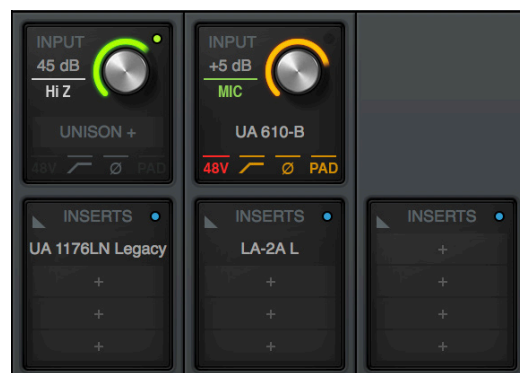 INPUT
45 dB
Hi Z
UNISON +
48V Ø PAD
INPUT
+5 dB
MIC
UA 610-B
48V Ø PAD
INSERTS
UA 1176LN Legacy
+
+
+
INSERTS
LA-2A L
+
+
+
INSERTS
+
+
+
+